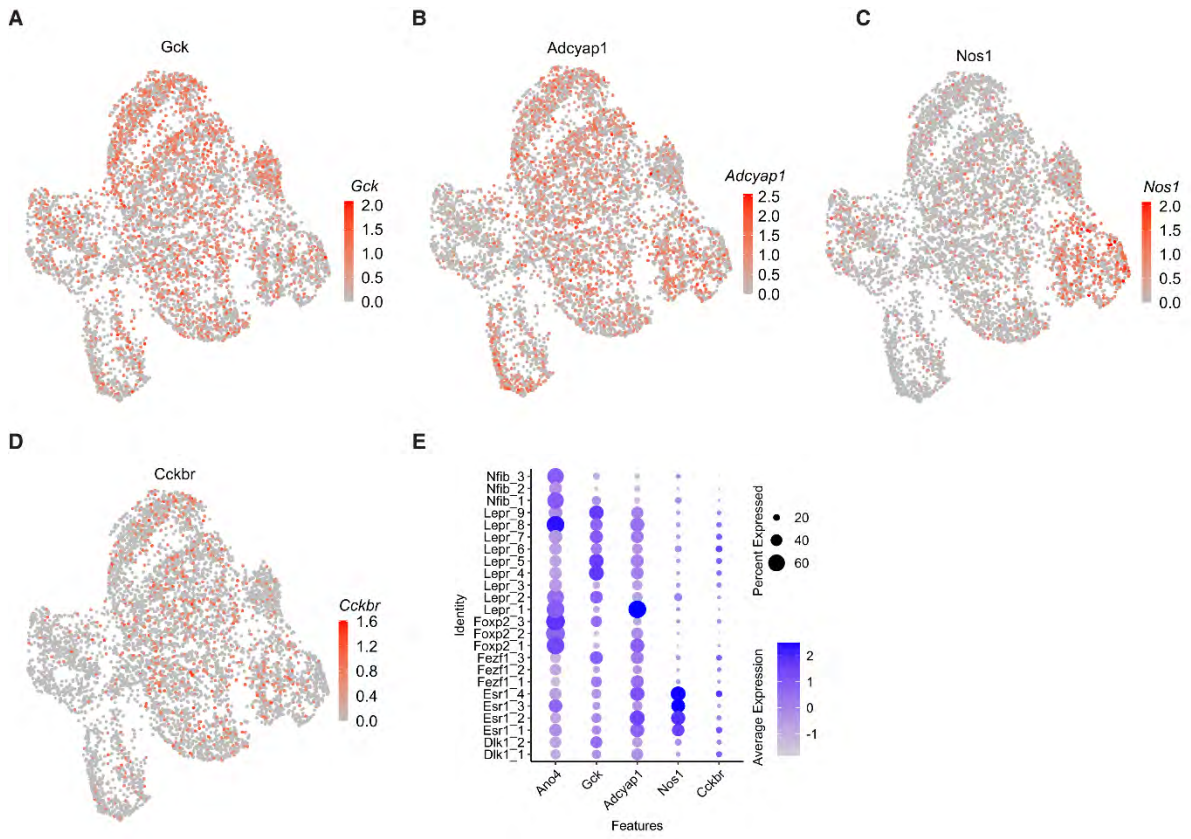 A
B
C
Gck
Adcyap1
Nos1
Gck
2.0
1.5
1.0
0.5
0.0
Adcyap1
2.5
2.0
1.5
1.0
0.5
0.0
Nos1
2.0
1.5
1.0
0.5
0.0
D
E
Cckbr
Cckbr
1.6
1.2
0.8
0.4
0.0
Identity
Nfib_3
Nfib_2
Nfib_1
Lepr_9
Lepr_8
Lepr_7
Lepr_6
Lepr_5
Lepr_4
Lepr_3
Lepr_2
Lepr_1
Foxp2_3
Foxp2_2
Foxp2_1
Fezf1_3
Fezf1_2
Fezf1_1
Esr1_4
Esr1_3
Esr1_2
Esr1_1
Dlk1_2
Dlk1_1
Ano4
Gck
Adcyap1
Nos1
Cckbr
Features
Percent Expressed
20
40
60
Average Expression
2
1
0
-1